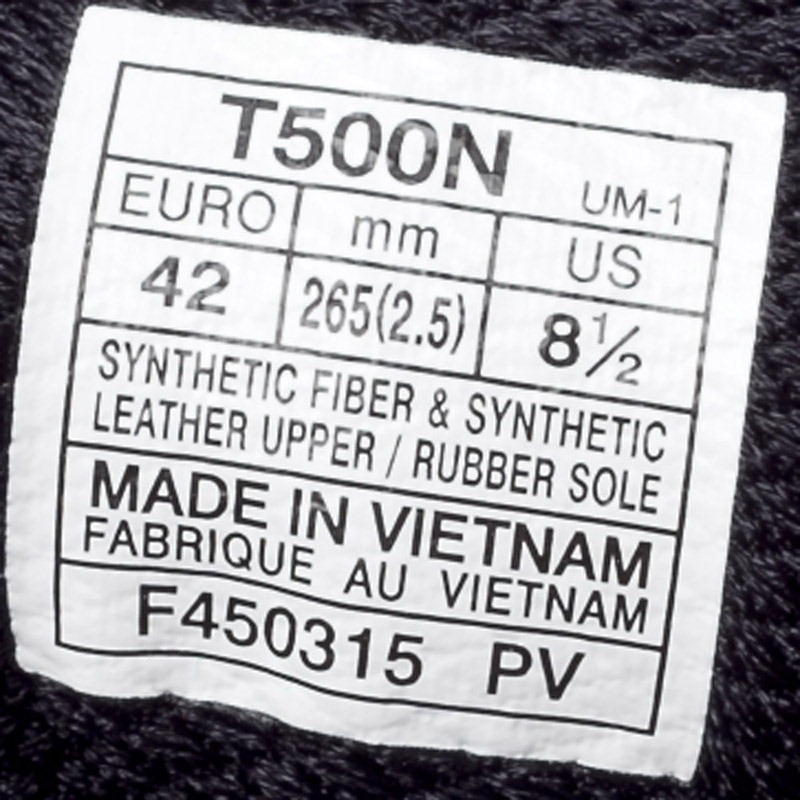 T500N UM-1
EURO mm US
42 265(2.5) 8½
SYNTHETIC FIBER & SYNTHETIC
LEATHER UPPER / RUBBER SOLE
MADE IN VIETNAM
FABRIQUE AU VIETNAM
F450315 PV